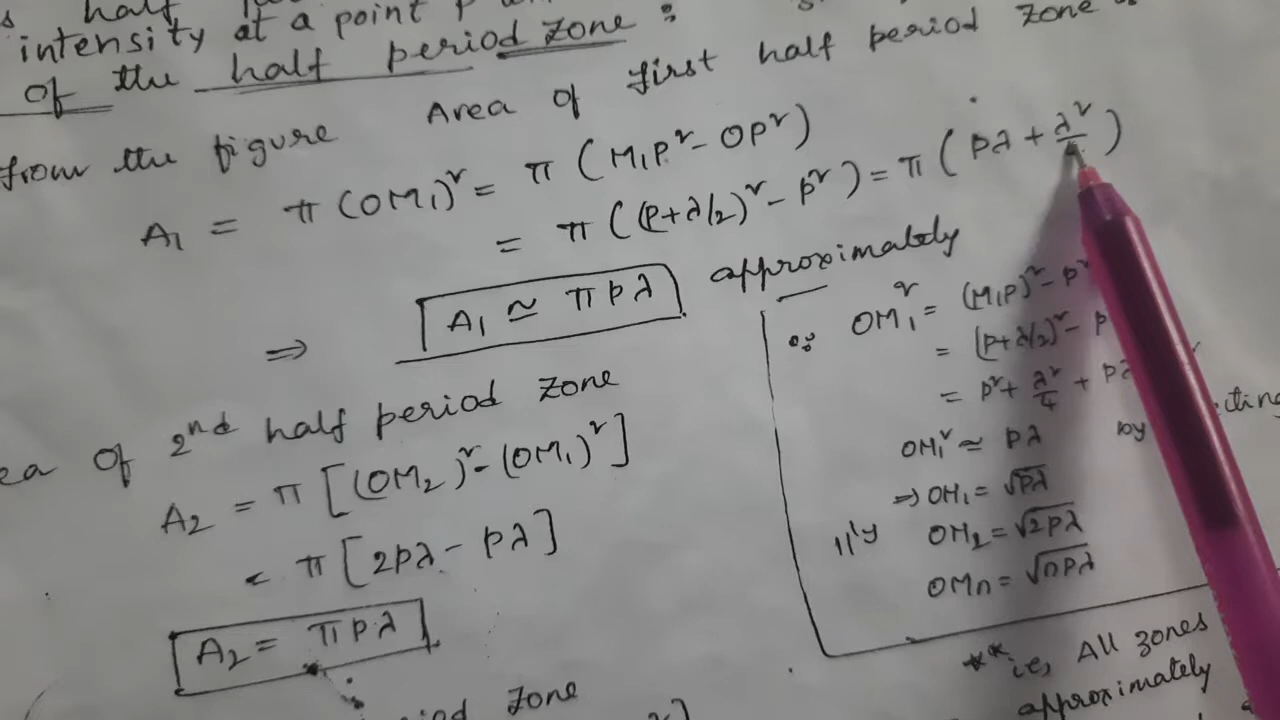 half
intensity at a point P
of the half period zone :
from the figure Area of first half period zone
A₁ = π (OM₁)² = π (M₁P² - OP²)
= π ((p+λ/2)² - p²) = π (pλ + λ²/4)
⇒ A₁ ≃ πpλ approximately
∵ OM₁² = (M₁P)² - p²
= (p+λ/2)² - p
= p² + λ²/4 + pλ
OM₁² ≃ pλ by
⇒ OM₁ = √pλ
lll'y OM₂ = √2pλ
OMn = √npλ
of 2nd half period zone
A₂ = π [(OM₂)² - (OM₁)²]
= π [2pλ - pλ]
A₂ = πpλ
** ie, All zones
approximately
zone